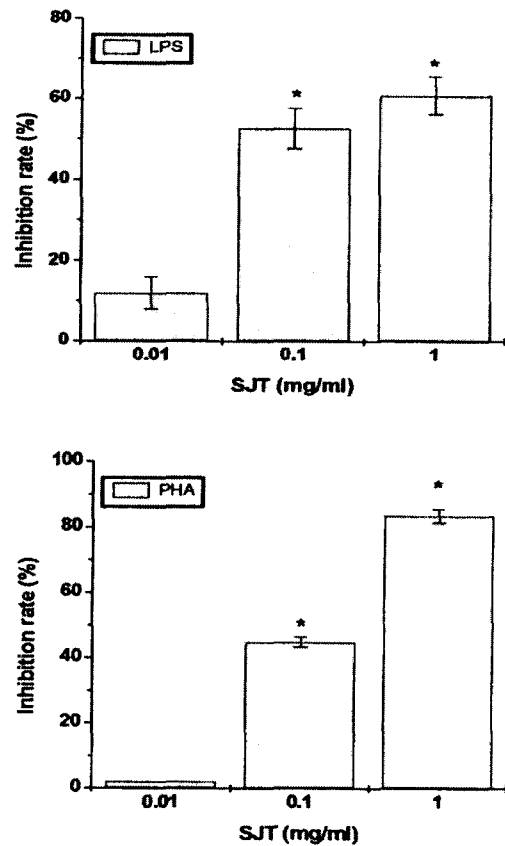 80
LPS
*
*
60
Inhibition rate (%)
40
20
0
0.01 0.1 1
SJT (mg/ml)
100
PHA
*
80
Inhibition rate (%)
60
*
40
20
0
0.01 0.1 1
SJT (mg/ml)